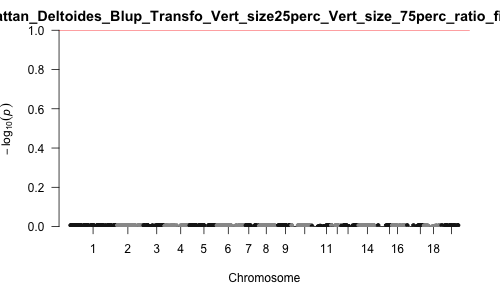 attan_Deltoides_Blup_Transfo_Vert_size25perc_Vert_size_75perc_ratio_fi
1.0
0.8
0.6
0.4
0.2
0.0
− log10(p)
1 2 3 4 5 6 7 8 9 11 14 16 18
Chromosome